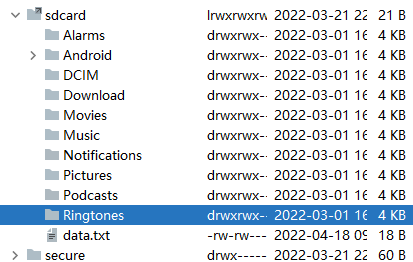 sdcard lrwxrwxrw 2022-03-21 22 21 B
Alarms drwxrwx-- 2022-03-01 16 4 KB
Android drwxrwx-- 2022-03-01 16 4 KB
DCIM drwxrwx-- 2022-03-01 16 4 KB
Download drwxrwx-- 2022-03-01 16 4 KB
Movies drwxrwx-- 2022-03-01 16 4 KB
Music drwxrwx-- 2022-03-01 16 4 KB
Notifications drwxrwx-- 2022-03-01 16 4 KB
Pictures drwxrwx-- 2022-03-01 16 4 KB
Podcasts drwxrwx-- 2022-03-01 16 4 KB
Ringtones drwxrwx-- 2022-03-01 16 4 KB
data.txt -rw-rw---- 2022-04-18 09 18 B
secure drwx----- 2022-03-21 22 60 B